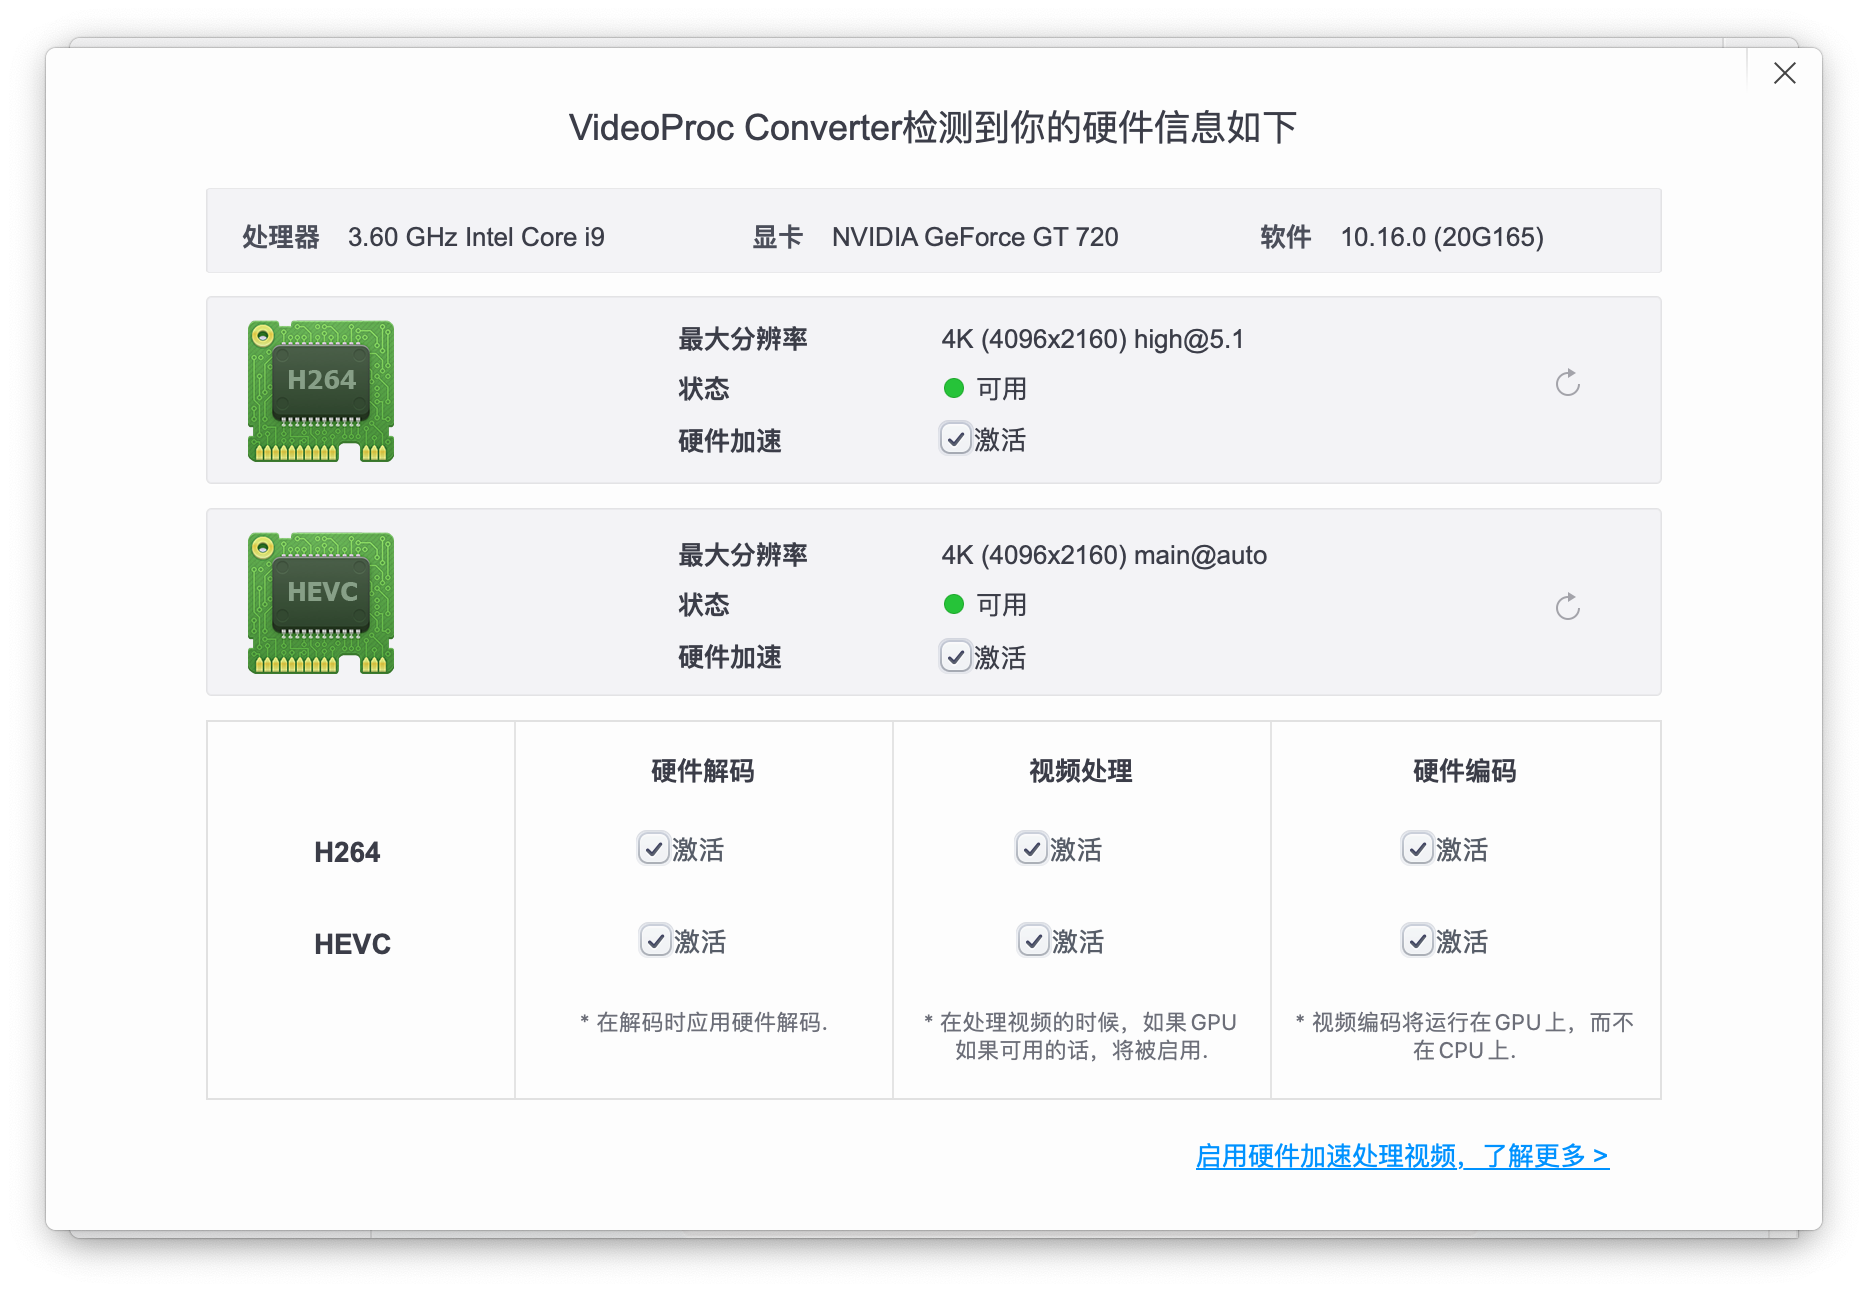 VideoProc Converter检测到你的硬件信息如下
处理器 3.60 GHz Intel Core i9 显卡 NVIDIA GeForce GT 720 软件 10.16.0 (20G165)
H264
最大分辨率 4K (4096x2160) high@5.1
状态 可用
硬件加速 激活
HEVC
最大分辨率 4K (4096x2160) main@auto
状态 可用
硬件加速 激活
硬件解码 视频处理 硬件编码
H264 激活 激活 激活
HEVC 激活 激活 激活
* 在解码时应用硬件解码.
* 在处理视频的时候，如果GPU
如果可用的话，将被启用.
* 视频编码将运行在GPU上，而不
在CPU上.
启用硬件加速处理视频，了解更多 >